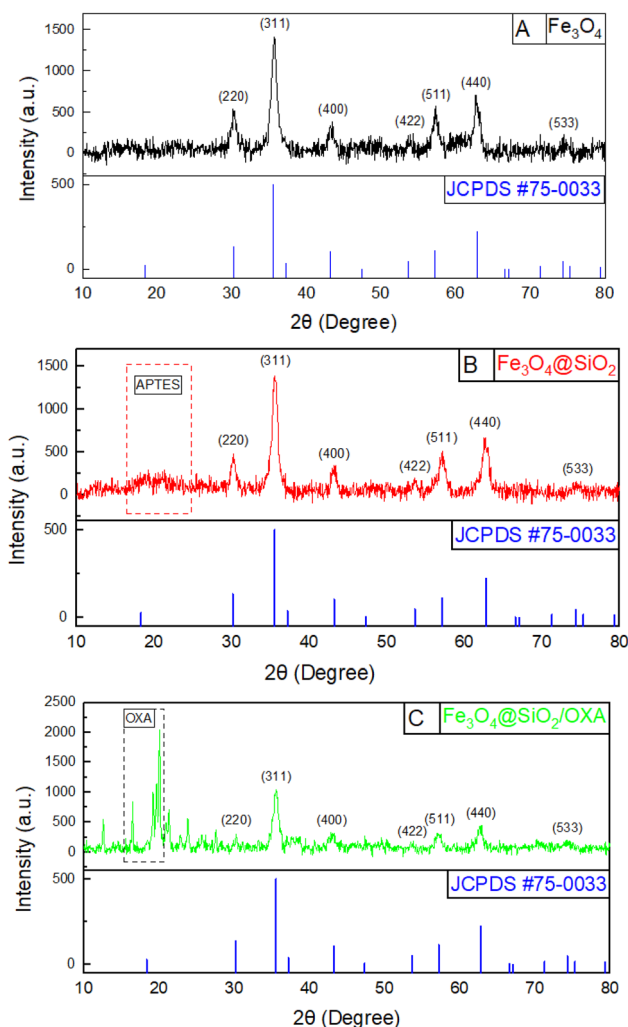 A Fe₃O₄
(311)
(220)
(400)
(422)
(511)
(440)
(533)
1500
1000
500
0
Intensity (a.u.)
JCPDS #75-0033
500
0
10 20 30 40 50 60 70 80
2θ (Degree)
B Fe₃O₄@SiO₂
APTES
(311)
(220)
(400)
(422)
(511)
(440)
(533)
1500
1000
500
0
Intensity (a.u.)
JCPDS #75-0033
500
0
10 20 30 40 50 60 70 80
2θ (Degree)
C Fe₃O₄@SiO₂/OXA
OXA
(311)
(220)
(400)
(422)
(511)
(440)
(533)
2500
2000
1500
1000
500
0
Intensity (a.u.)
JCPDS #75-0033
500
0
10 20 30 40 50 60 70 80
2θ (Degree)